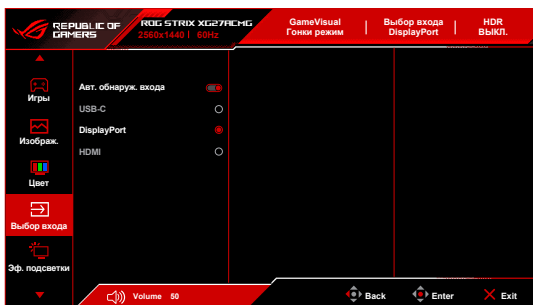 REPUBLIC OF
GAMERS
ROG STRIX XG27ACMG
2560x1440 | 60Hz
GameVisual
Гонки режим
Выбор входа
DisplayPort
HDR
ВЫКЛ.
Игры
Изображ.
Цвет
Выбор входа
Эф. подсветки
Авт. обнаруж. входа
USB-C
DisplayPort
HDMI
Volume 50
Back
Enter
Exit